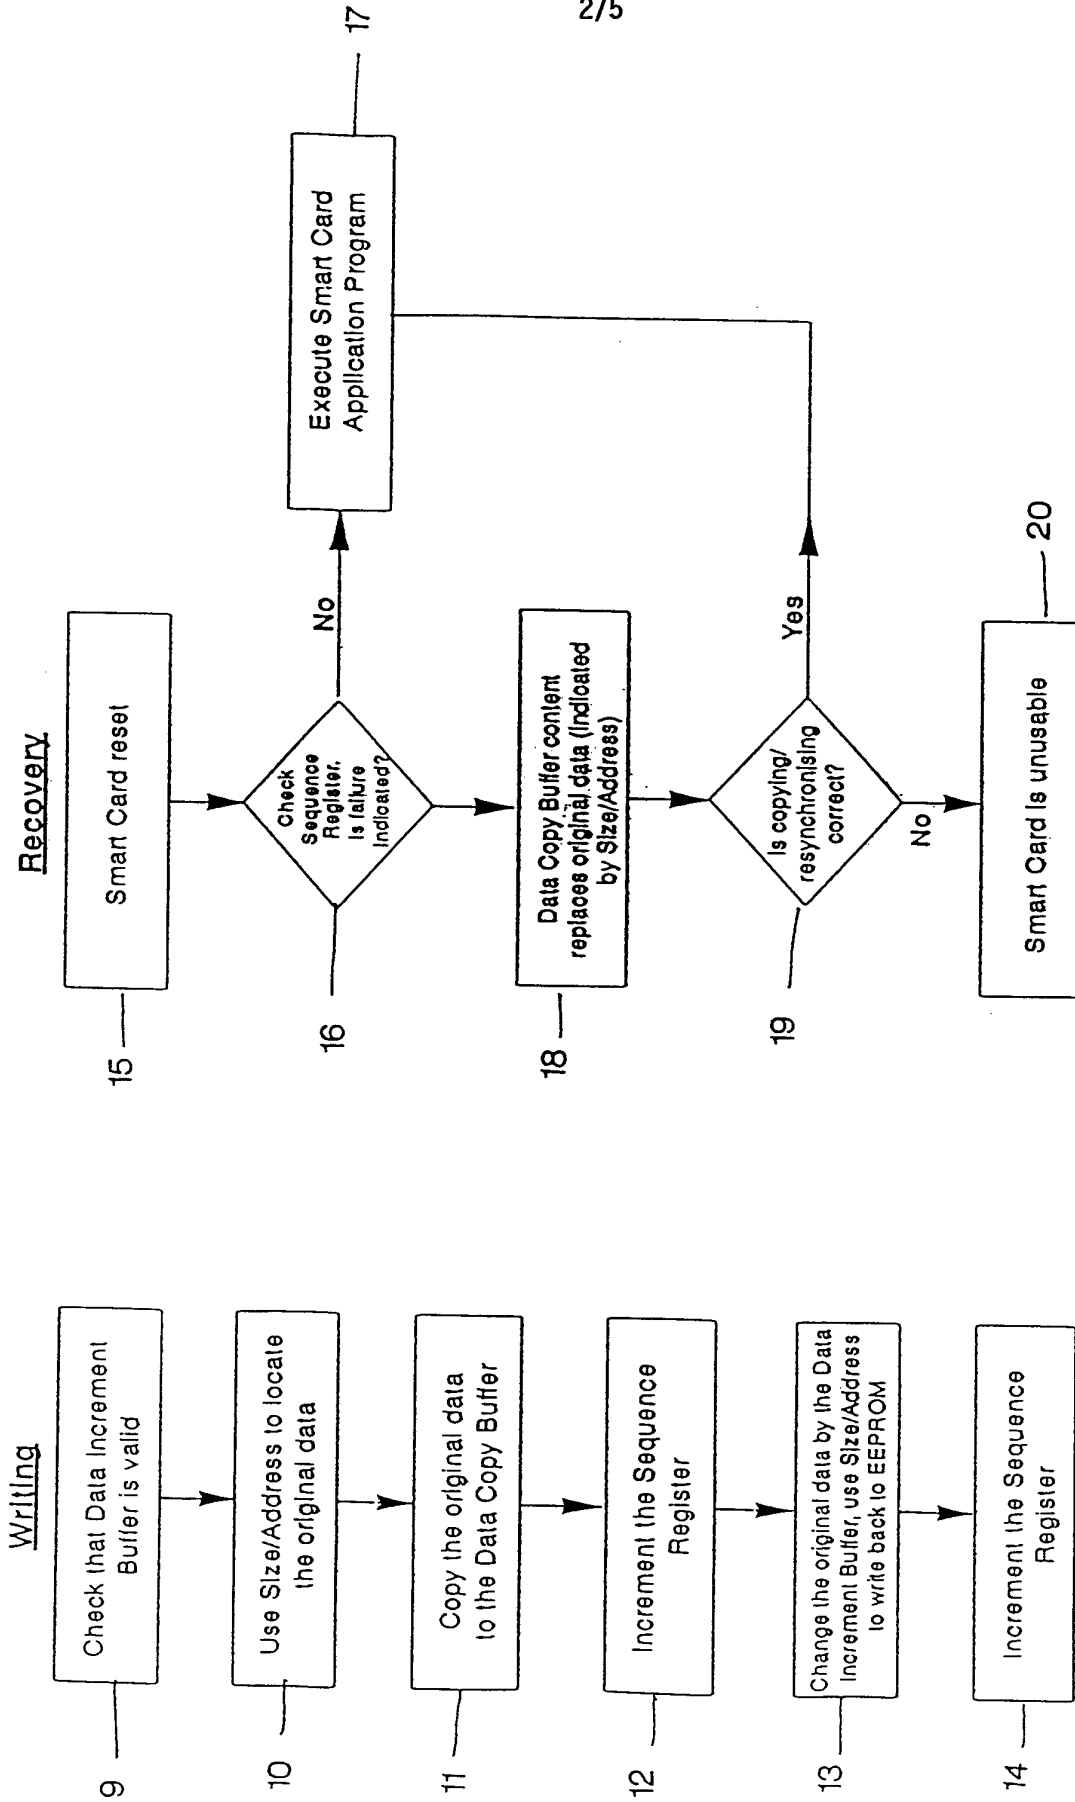 2/5
Writing
9
Check that Data Increment
Buffer is valid
10
Use Size/Address to locate
the original data
11
Copy the original data
to the Data Copy Buffer
12
Increment the Sequence
Register
13
Change the original data by the Data
Increment Buffer, use Size/Address
to write back to EEPROM
14
Increment the Sequence
Register
Recovery
15
Smart Card reset
16
Check
Sequence
Register,
is failure
indicated?
No
17
Execute Smart Card
Application Program
18
Data Copy Buffer content
replaces original data (indicated
by Size/Address)
19
Is copying/
resynchronising
correct?
Yes
No
20
Smart Card is unusable